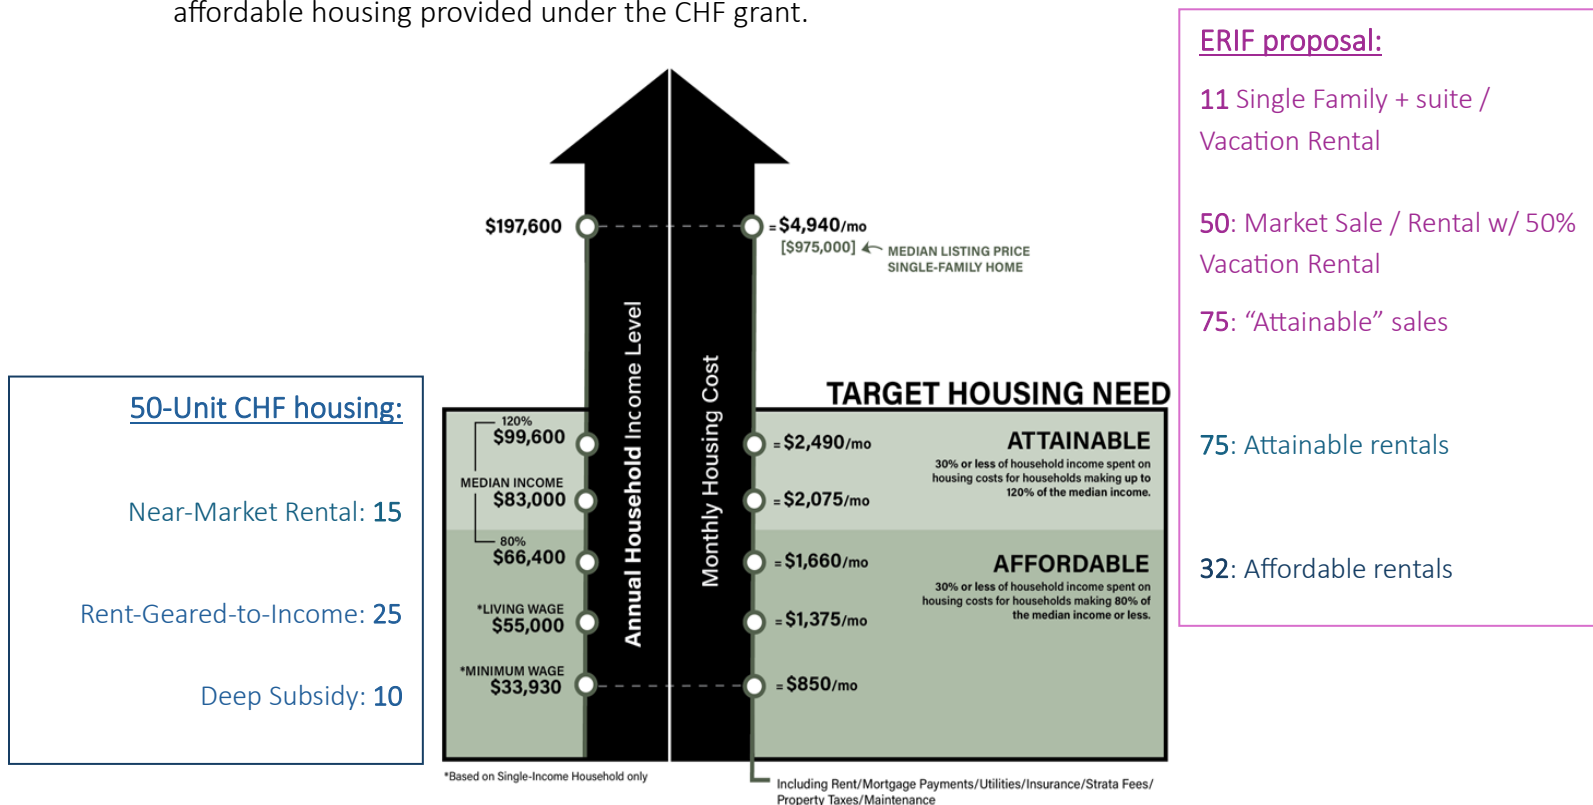 affordable housing provided under the CHF grant.
ERIF proposal:
11 Single Family + suite /
Vacation Rental
50: Market Sale / Rental w/ 50%
Vacation Rental
75: “Attainable” sales
75: Attainable rentals
32: Affordable rentals
50-Unit CHF housing:
Near-Market Rental: 15
Rent-Geared-to-Income: 25
Deep Subsidy: 10
$197,600
= $4,940/mo
[$975,000]
MEDIAN LISTING PRICE
SINGLE-FAMILY HOME
Annual Household Income Level
Monthly Housing Cost
TARGET HOUSING NEED
120%
$99,600
= $2,490/mo
MEDIAN INCOME
$83,000
= $2,075/mo
ATTAINABLE
30% or less of household income spent on
housing costs for households making up to
120% of the median income.
80%
$66,400
= $1,660/mo
*LIVING WAGE
$55,000
= $1,375/mo
*MINIMUM WAGE
$33,930
= $850/mo
AFFORDABLE
30% or less of household income spent on
housing costs for households making 80% of
the median income or less.
*Based on Single-Income Household only
Including Rent/Mortgage Payments/Utilities/Insurance/Strata Fees/
Property Taxes/Maintenance